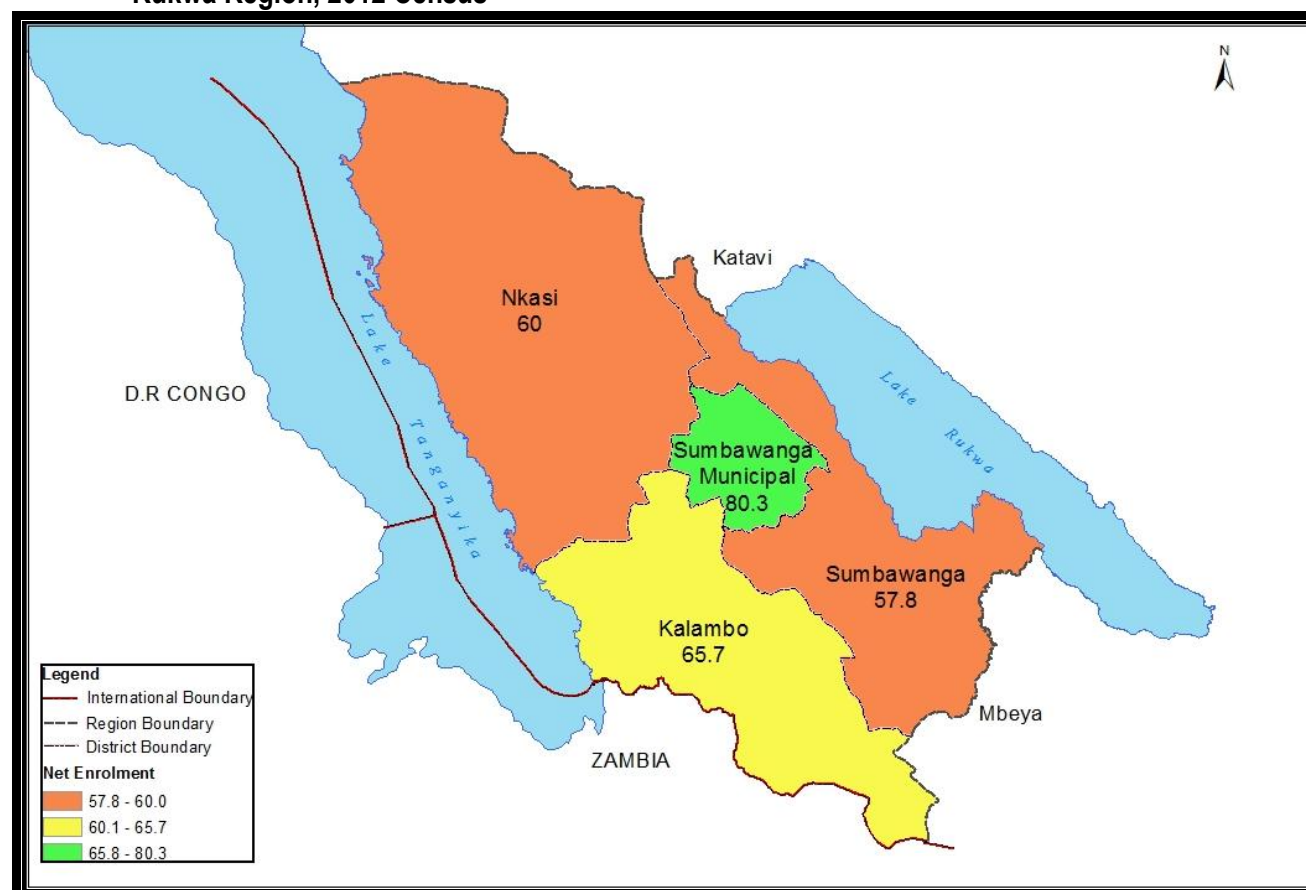 Rukwa Region, 2012 Census
N
Katavi
Nkasi
60
Lake
Rukwa
D.R CONGO
Lake
Tanganyika
Sumbawanga
Municipal
80.3
Sumbawanga
57.8
Kalambo
65.7
Mbeya
ZAMBIA
Legend
International Boundary
Region Boundary
District Boundary
Net Enrolment
57.8 - 60.0
60.1 - 65.7
65.8 - 80.3